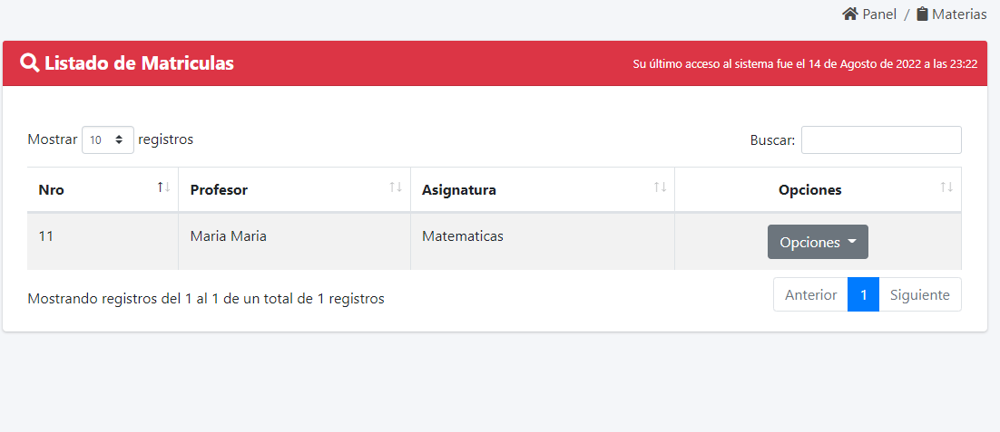 Panel / Materias
Listado de Matriculas
Su último acceso al sistema fue el 14 de Agosto de 2022 a las 23:22
Mostrar 10 registros
Buscar:
Nro Profesor Asignatura Opciones
11 Maria Maria Matematicas Opciones
Mostrando registros del 1 al 1 de un total de 1 registros
Anterior 1 Siguiente